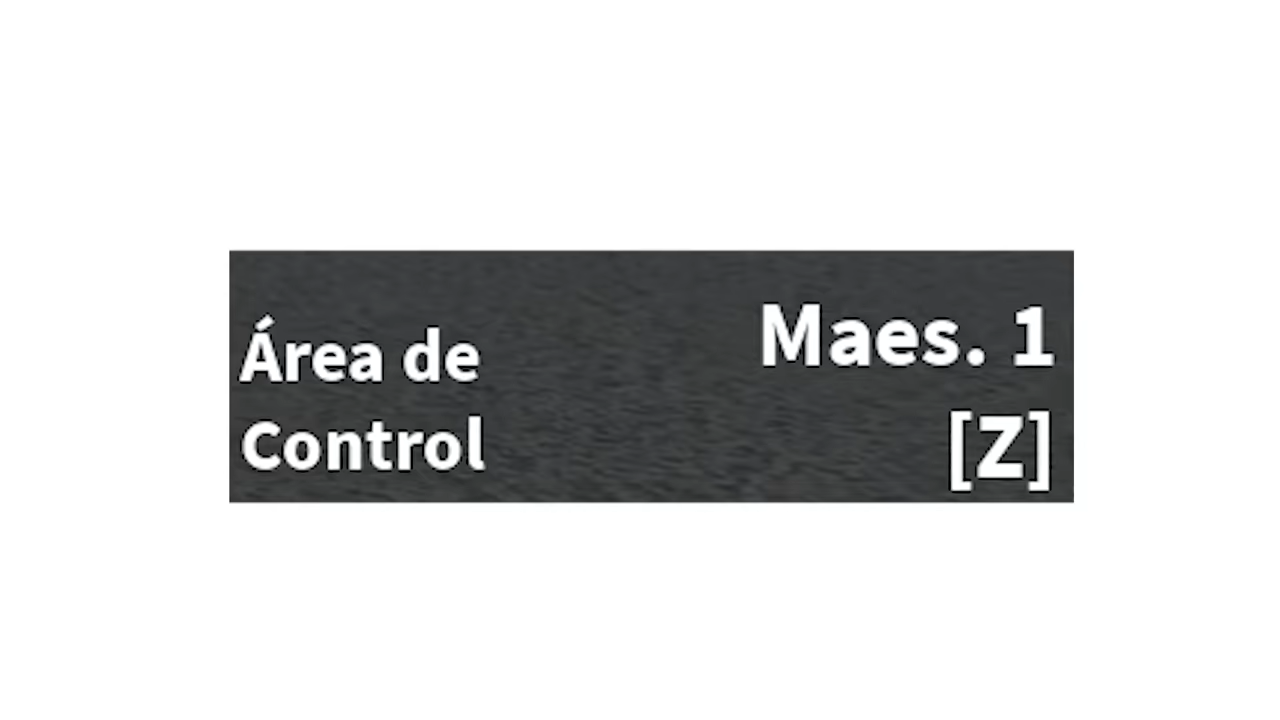 Área de
Control
Maes. 1
[Z]